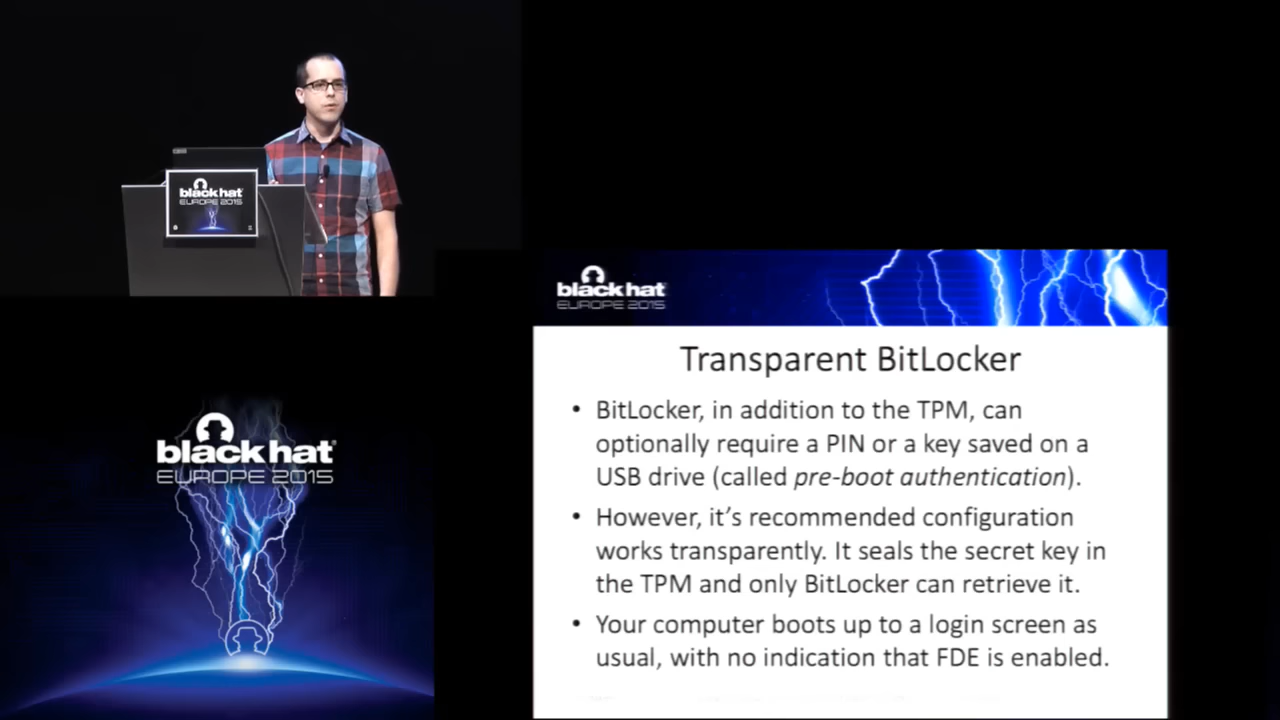 black hat
EUROPE 2015
black hat
EUROPE 2015
Transparent BitLocker
• BitLocker, in addition to the TPM, can
optionally require a PIN or a key saved on a
USB drive (called pre-boot authentication).
• However, it's recommended configuration
works transparently. It seals the secret key in
the TPM and only BitLocker can retrieve it.
• Your computer boots up to a login screen as
usual, with no indication that FDE is enabled.
black hat
EUROPE 2015